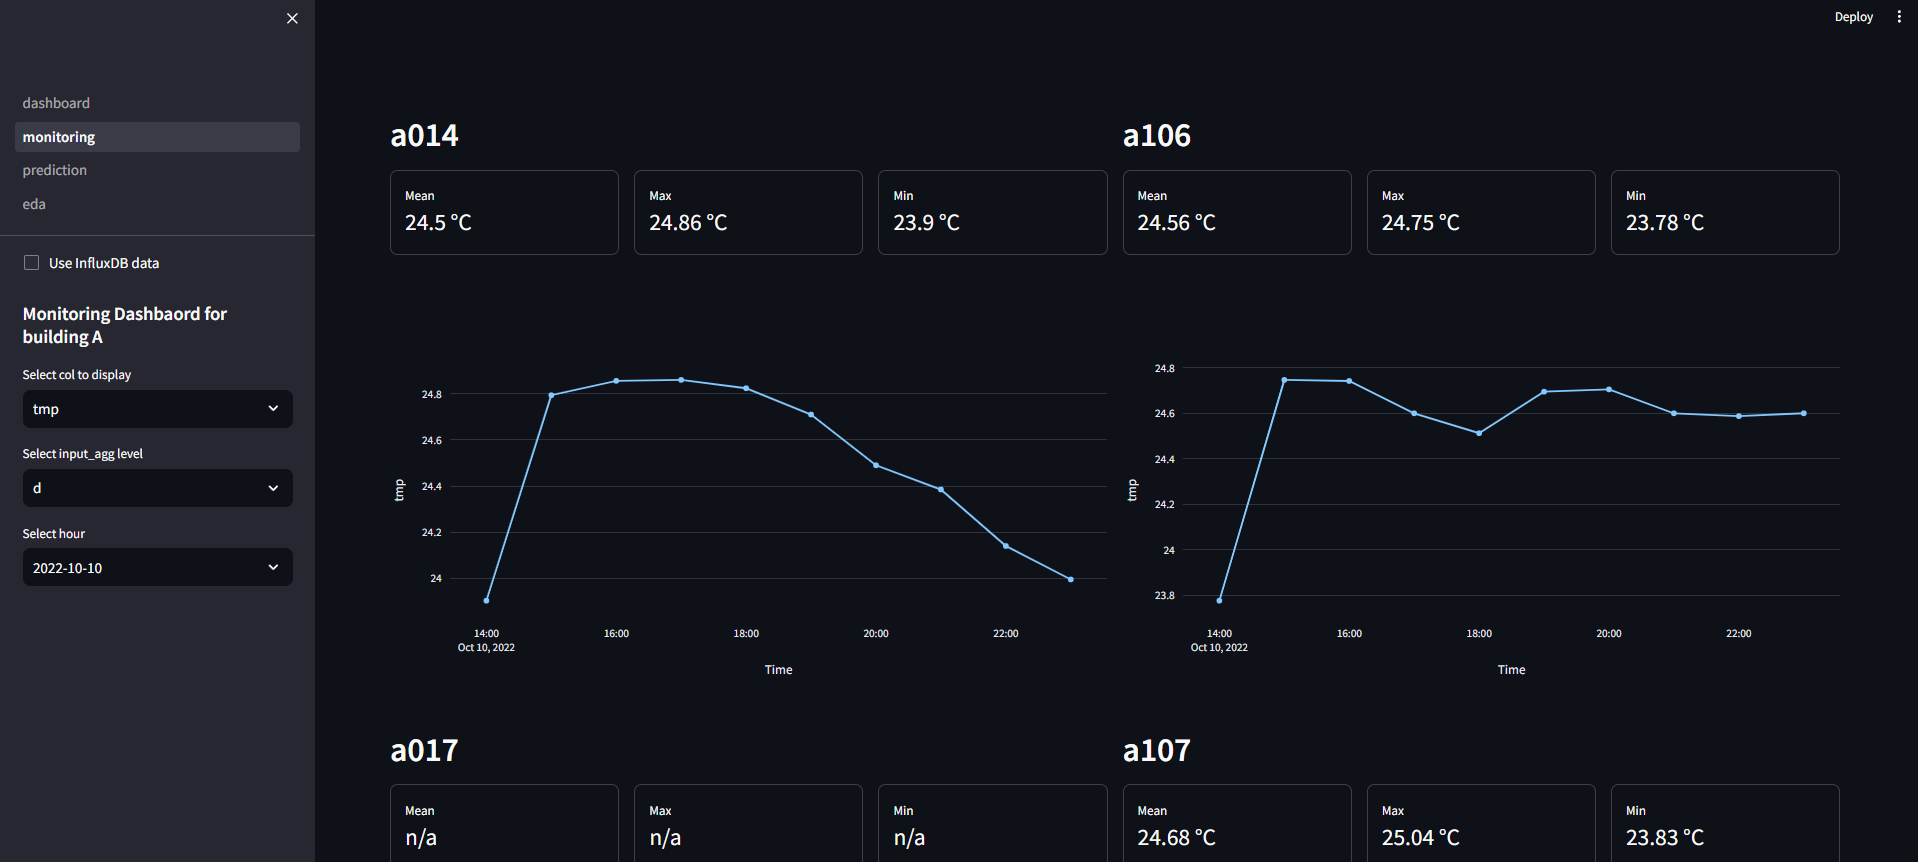 Deploy
dashboard
monitoring
prediction
eda
Use InfluxDB data
Monitoring Dashbaord for
building A
Select col to display
tmp
Select input_agg level
d
Select hour
2022-10-10
a014
Mean
24.5 °C
Max
24.86 °C
Min
23.9 °C
24.8
24.6
24.4
24.2
24
tmp
14:00
Oct 10, 2022
16:00
18:00
20:00
22:00
Time
a106
Mean
24.56 °C
Max
24.75 °C
Min
23.78 °C
24.8
24.6
24.4
24.2
24
23.8
tmp
14:00
Oct 10, 2022
16:00
18:00
20:00
22:00
Time
a017
Mean
n/a
Max
n/a
Min
n/a
a107
Mean
24.68 °C
Max
25.04 °C
Min
23.83 °C